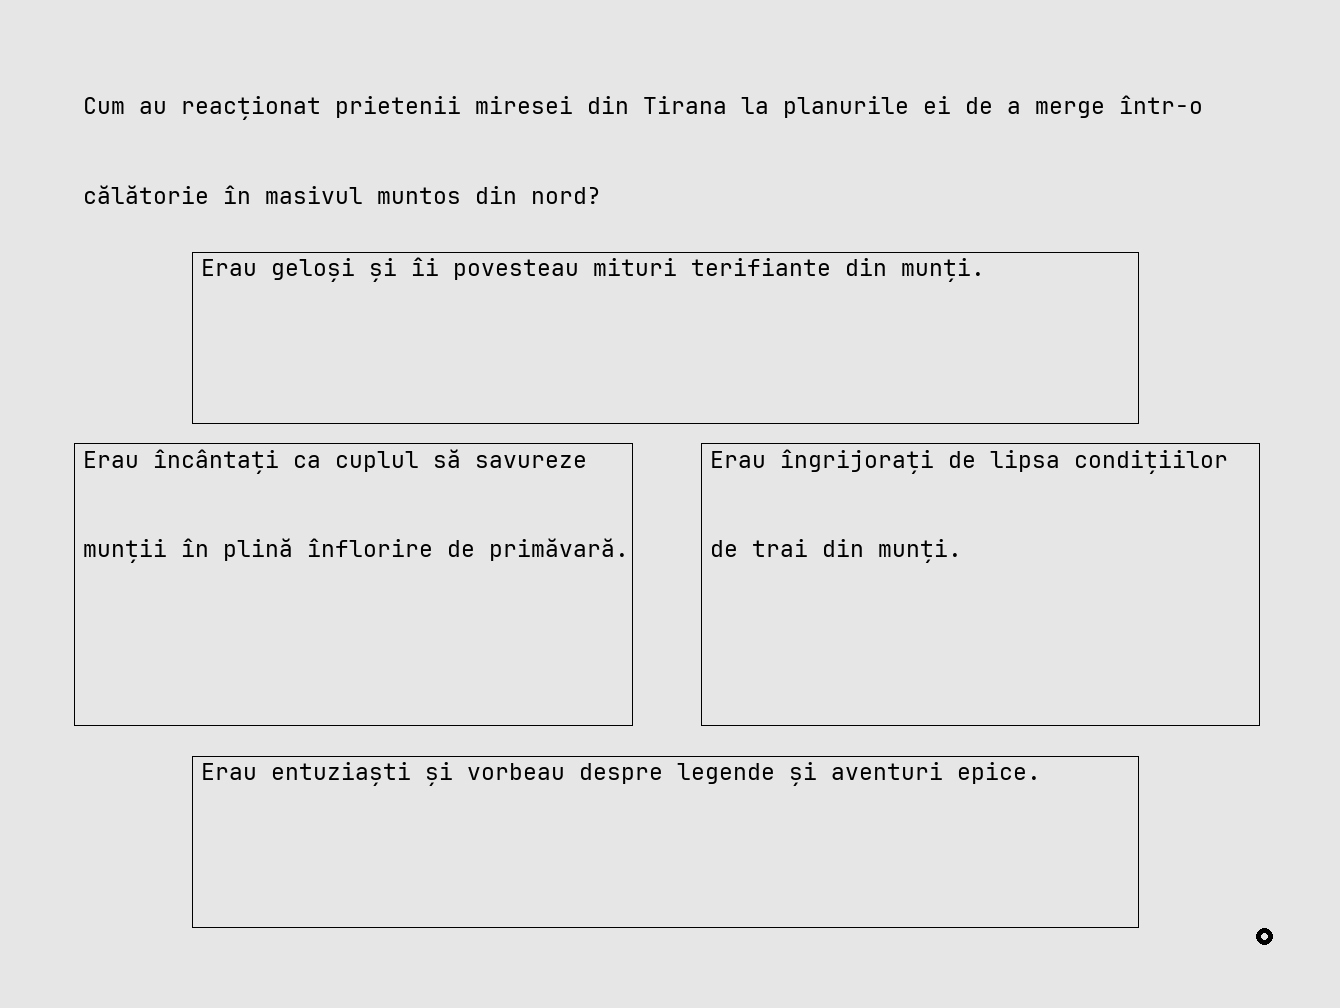 Cum au reacționat prietenii miresei din Tirana la planurile ei de a merge într-o
călătorie în masivul muntos din nord?
Erau geloși și îi povesteau mituri terifiante din munți.
Erau încântați ca cuplul să savureze
munții în plină înflorire de primăvară.
Erau îngrijorați de lipsa condițiilor
de trai din munți.
Erau entuziaști și vorbeau despre legende și aventuri epice.